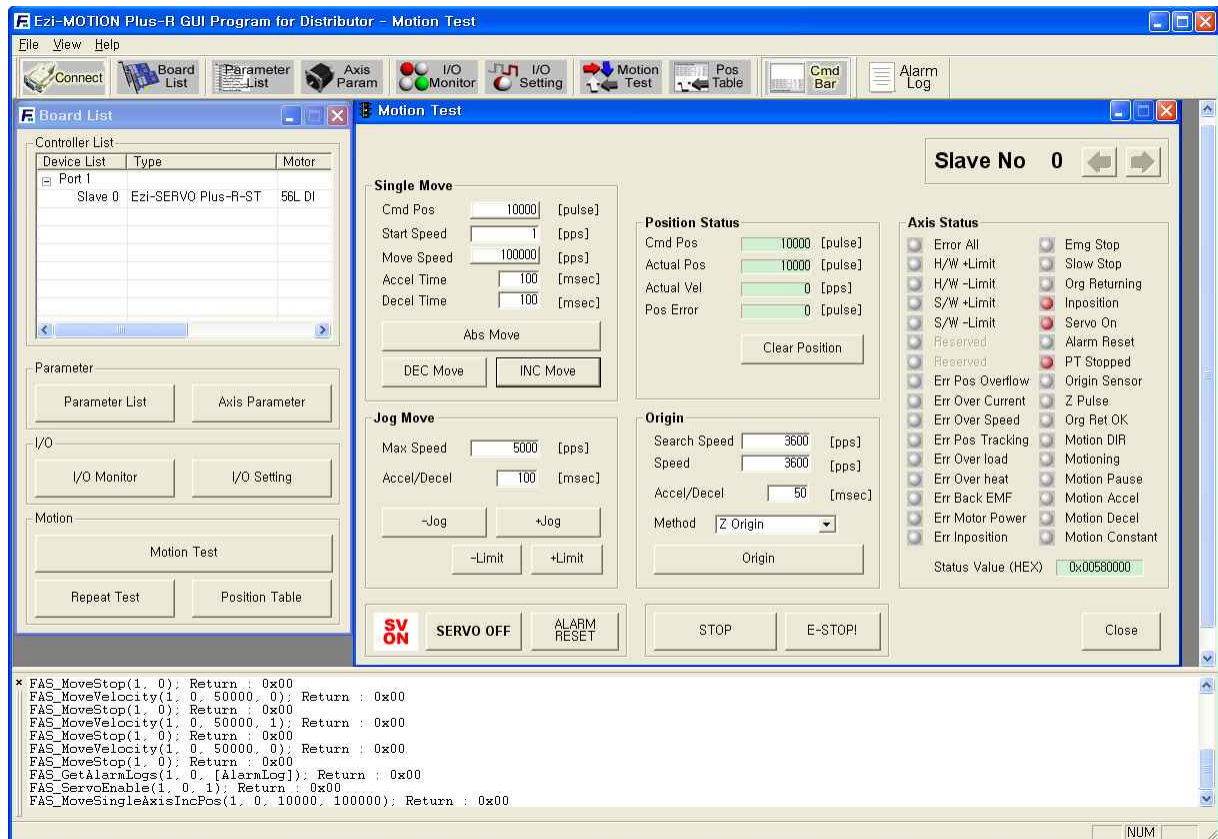 Ezi-MOTION Plus-R GUI Program for Distributor - Motion Test
File View Help
Connect
Board List
Parameter List
Axis Param
I/O Monitor
I/O Setting
Motion Test
Pos Table
Cmd Bar
Alarm Log
Board List
Controller List
Device List Type Motor
Port 1
Slave 0 Ezi-SERVO Plus-R-ST 56L DI
Parameter
Parameter List Axis Parameter
I/O
I/O Monitor I/O Setting
Motion
Motion Test
Repeat Test Position Table
Motion Test
Slave No 0
Single Move
Cmd Pos 10000 [pulse]
Start Speed 1 [pps]
Move Speed 100000 [pps]
Accel Time 100 [msec]
Decel Time 100 [msec]
Abs Move
DEC Move INC Move
Jog Move
Max Speed 5000 [pps]
Accel/Decel 100 [msec]
-Jog +Jog
-Limit +Limit
Position Status
Cmd Pos 10000 [pulse]
Actual Pos 10000 [pulse]
Actual Vel 0 [pps]
Pos Error 0 [pulse]
Clear Position
Origin
Search Speed 3600 [pps]
Speed 3600 [pps]
Accel/Decel 50 [msec]
Method Z Origin
Origin
Axis Status
Error All Emg Stop
H/W +Limit Slow Stop
H/W -Limit Org Returning
S/W +Limit Inposition
S/W -Limit Servo On
Reserved Alarm Reset
Reserved PT Stopped
Err Pos Overflow Origin Sensor
Err Over Current Z Pulse
Err Over Speed Org Ret OK
Err Pos Tracking Motion DIR
Err Over load Motioning
Err Over heat Motion Pause
Err Back EMF Motion Accel
Err Motor Power Motion Decel
Err Inposition Motion Constant
Status Value (HEX) 0x00580000
SV ON SERVO OFF ALARM RESET STOP E-STOP! Close
FAS_MoveStop(1, 0); Return : 0x00
FAS_MoveVelocity(1, 0, 50000, 0); Return : 0x00
FAS_MoveStop(1, 0); Return : 0x00
FAS_MoveVelocity(1, 0, 50000, 1); Return : 0x00
FAS_MoveStop(1, 0); Return : 0x00
FAS_MoveVelocity(1, 0, 50000, 0); Return : 0x00
FAS_MoveStop(1, 0); Return : 0x00
FAS_GetAlarmLogs(1, 0, [AlarmLog]); Return : 0x00
FAS_ServoEnable(1, 0, 1); Return : 0x00
FAS_MoveSingleAxisIncPos(1, 0, 10000, 100000); Return : 0x00
NUM